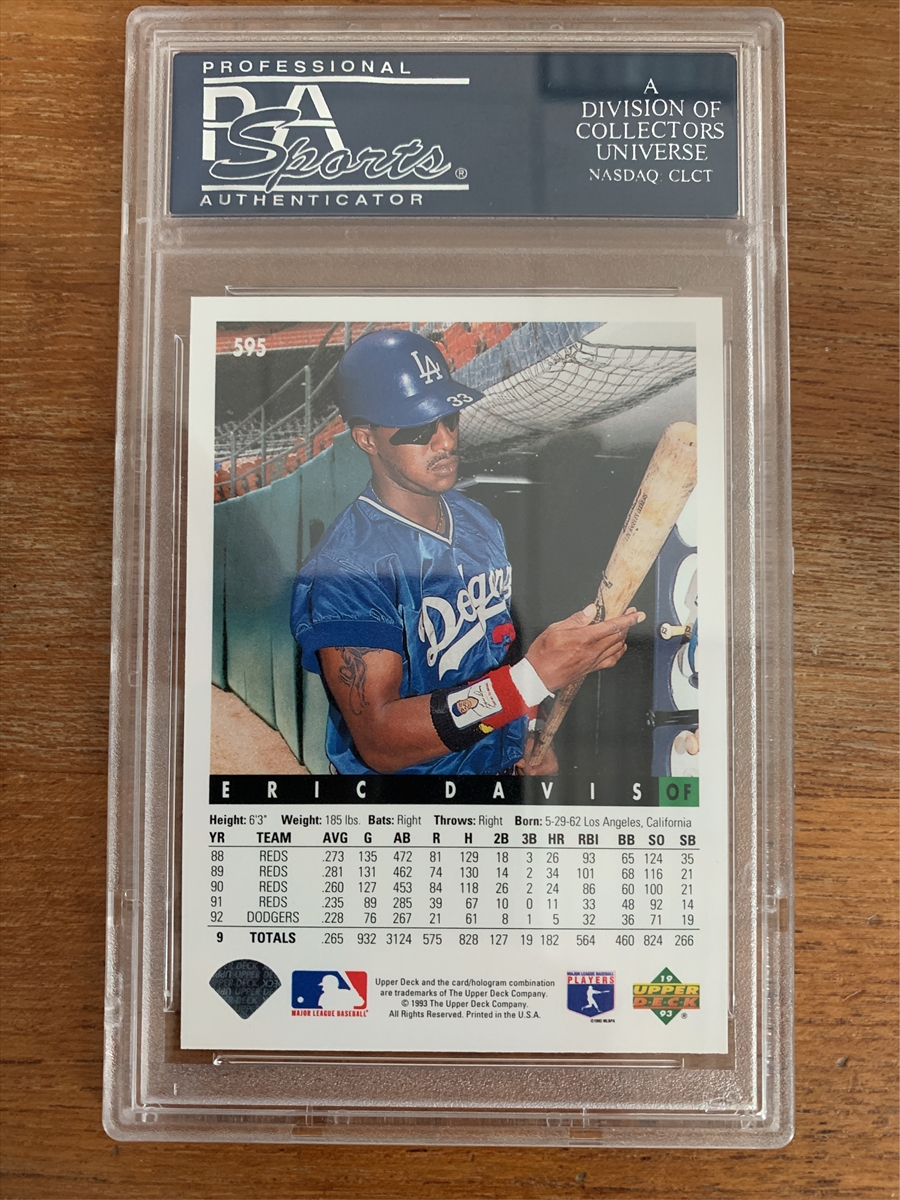 PROFESSIONAL
PSA
Sports®
AUTHENTICATOR
A
DIVISION OF
COLLECTORS
UNIVERSE
NASDAQ: CLCT
595
LA
33
Dodgers
ERIC DAVIS OF
Height: 6'3" Weight: 185 lbs. Bats: Right Throws: Right Born: 5-29-62 Los Angeles, California
YR TEAM AVG G AB R H 2B 3B HR RBI BB SO SB
88 REDS .273 135 472 81 129 18 3 26 93 65 124 35
89 REDS .281 131 462 74 130 14 2 34 101 68 116 21
90 REDS .260 127 453 84 118 26 2 24 86 60 100 21
91 REDS .235 89 285 39 67 10 0 11 33 48 92 14
92 DODGERS .228 76 267 21 61 8 1 5 32 36 71 19
9 TOTALS .265 932 3124 575 828 127 19 182 564 460 824 266
UPPER DECK
MAJOR LEAGUE BASEBALL®
Upper Deck and the card/hologram combination
are trademarks of The Upper Deck Company.
© 1993 The Upper Deck Company.
All Rights Reserved. Printed in the U.S.A.
MAJOR LEAGUE BASEBALL
PLAYERS
19
UPPER
DECK
93®